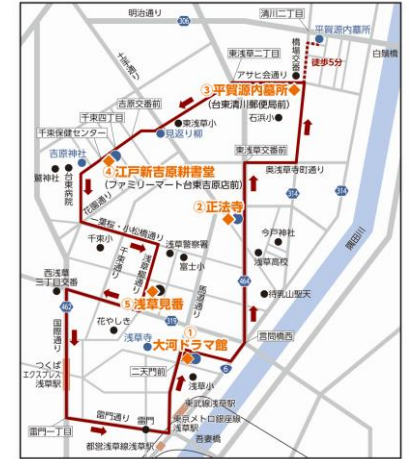 明治通り
306
清川二丁目
平賀源内墓所
橋場交番
白鬚橋
土手通り
東浅草二丁目
アサヒ会通り
徒歩5分
吉原交番前
③平賀源内墓所
(台東清川郵便局前)
千束四丁目
東浅小
石浜小
千束保健センター
見返り柳
東浅草交番前
吉原神社
④江戸新吉原耕書堂
(ファミリーマート台東吉原店前)
奥浅草寺町通り
鷲神社
台東病院
314
314
花園通り
②正法寺
隅田川
一葉桜・小松橋通り
今戸神社
千束小
浅草警察署
富士小
浅草高校
千束通り
浅草観音通り
馬道通り
464
西浅草
三丁目交番
待乳山聖天
462
⑤浅草見番
花やしき
319
言問橋西
国際通り
浅草寺
①
大河ドラマ館
6
つくば
エクスプレス
浅草駅
二天門前
浅草小
東武線浅草駅
雷門通り
雷門
東京メトロ銀座線
浅草駅
雷門一丁目
吾妻橋
都営浅草線浅草駅